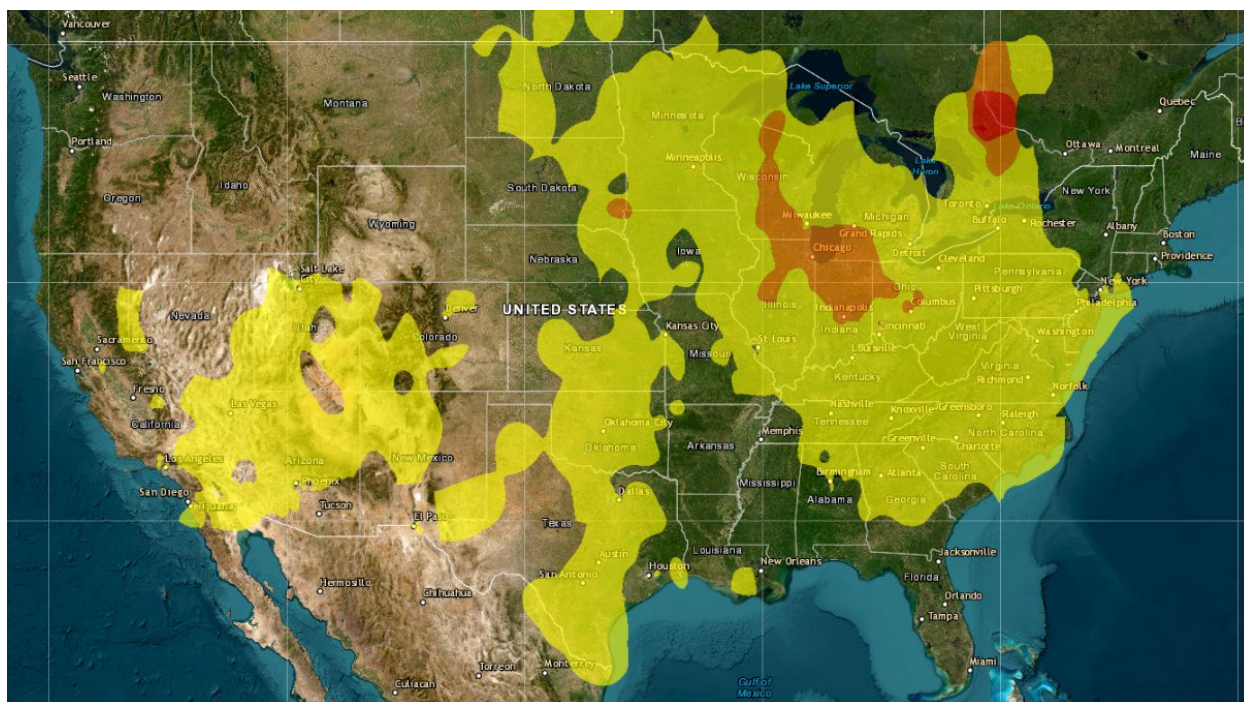 Vancouver
Seattle
Washington
Portland
Oregon
Idaho
Montana
Wyoming
North Dakota
South Dakota
Nebraska
Minnesota
Minneapolis
Lake Superior
Wisconsin
Milwaukee
Michigan
Grand Rapids
Lake
Huron
Quebec
Ottawa
Montreal
Maine
Toronto
Lake Ontario
New York
Buffalo
Rochester
Albany
Boston
Providence
Iowa
Chicago
Detroit
Cleveland
Pennsylvania
New York
Pittsburgh
Philadelphia
Salt Lake
City
Nevada
Utah
Denver
Colorado
UNITED STATES
Kansas
Kansas City
Missouri
St Louis
Illinois
Indianapolis
Indiana
Ohio
Columbus
Cincinnati
Louisville
West
Virginia
Washington
Sacramento
San Francisco
Fresno
California
Las Vegas
Los Angeles
San Diego
Tijuana
Arizona
Phoenix
Tucson
New Mexico
El Paso
Oklahoma City
Oklahoma
Arkansas
Memphis
Kentucky
Nashville
Tennessee
Knoxville
Greensboro
Virginia
Richmond
Norfolk
Raleigh
North Carolina
Greenville
Charlotte
Birmingham
Atlanta
South
Carolina
Mississippi
Alabama
Georgia
Dallas
Texas
Austin
San Antonio
Houston
Louisiana
New Orleans
Jacksonville
Florida
Orlando
Tampa
Miami
Hermosillo
Chihuahua
Torreon
Monterrey
Culiacan
Gulf of
Mexico
B